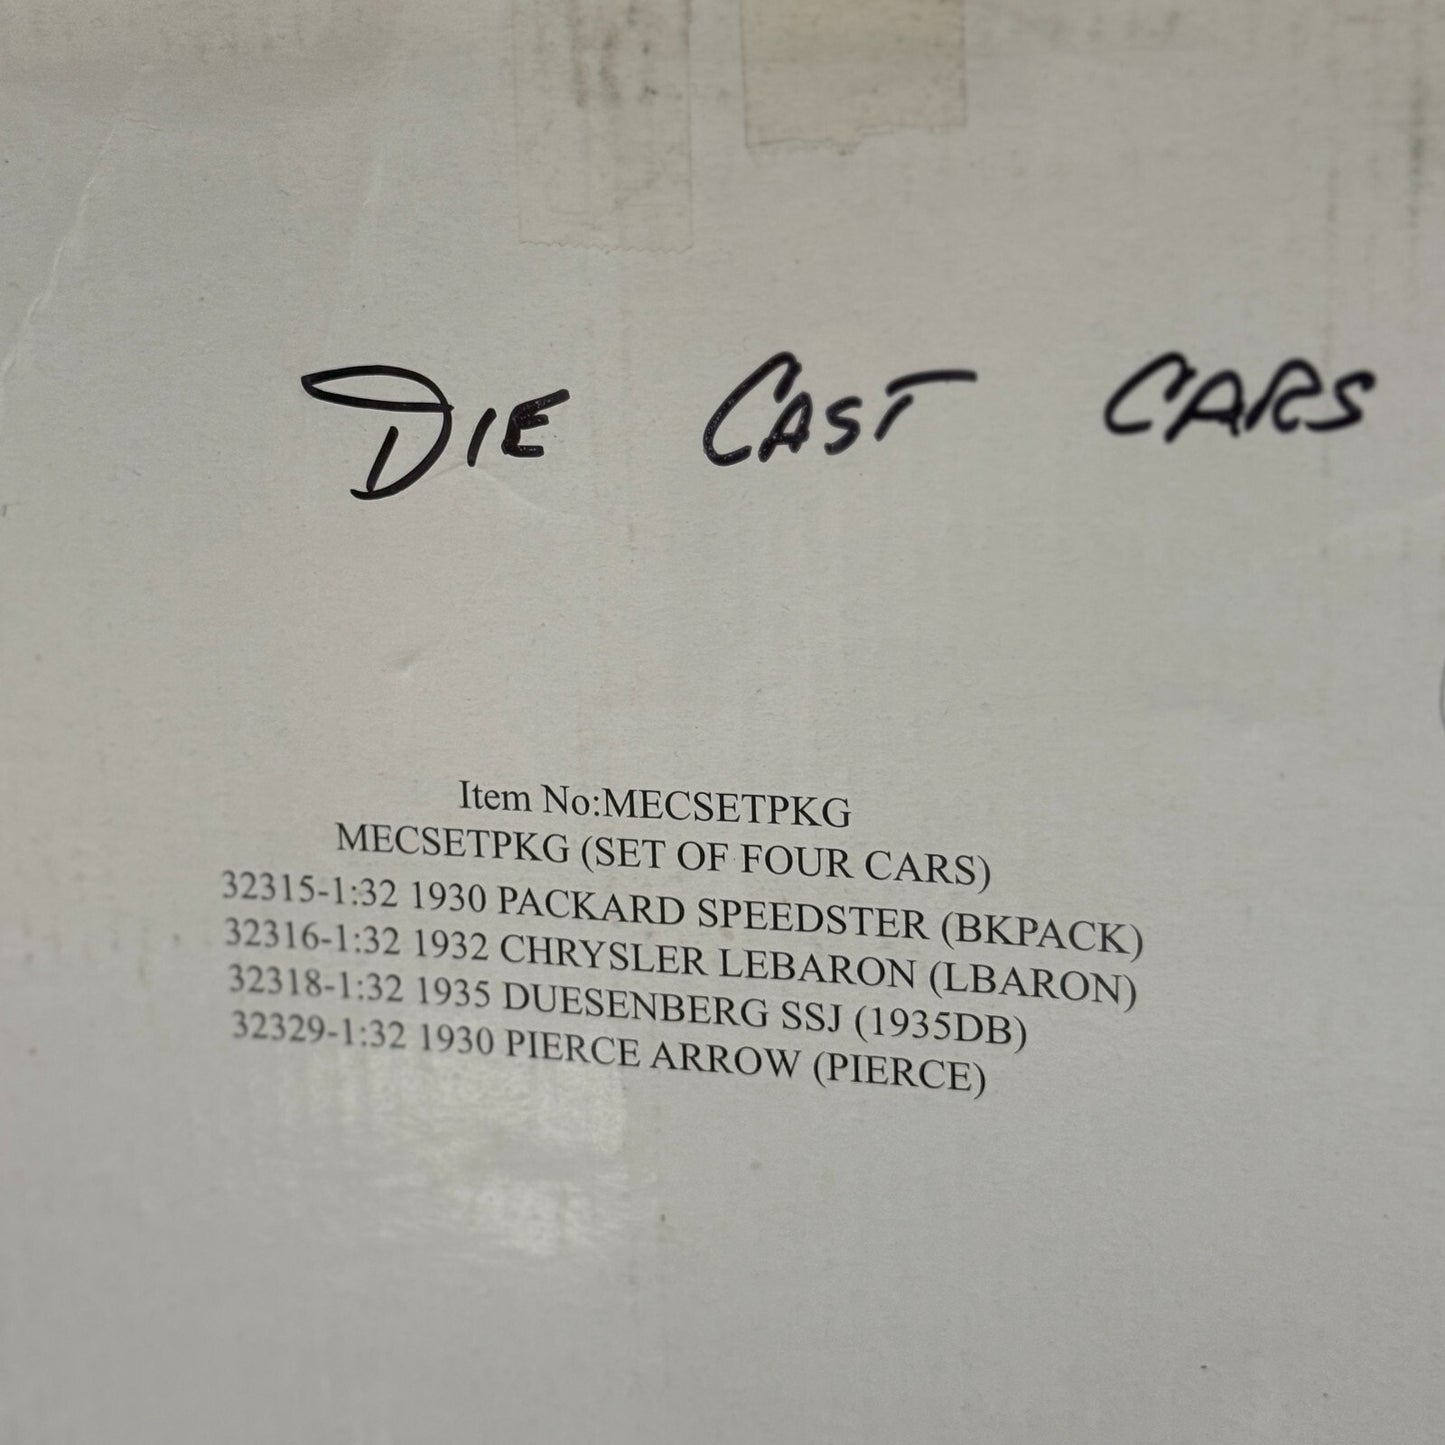 DIE CAST CARS
Item No:MECSETPKG
MECSETPKG (SET OF FOUR CARS)
32315-1:32 1930 PACKARD SPEEDSTER (BKPACK)
32316-1:32 1932 CHRYSLER LEBARON (LBARON)
32318-1:32 1935 DUESENBERG SSJ (1935DB)
32329-1:32 1930 PIERCE ARROW (PIERCE)